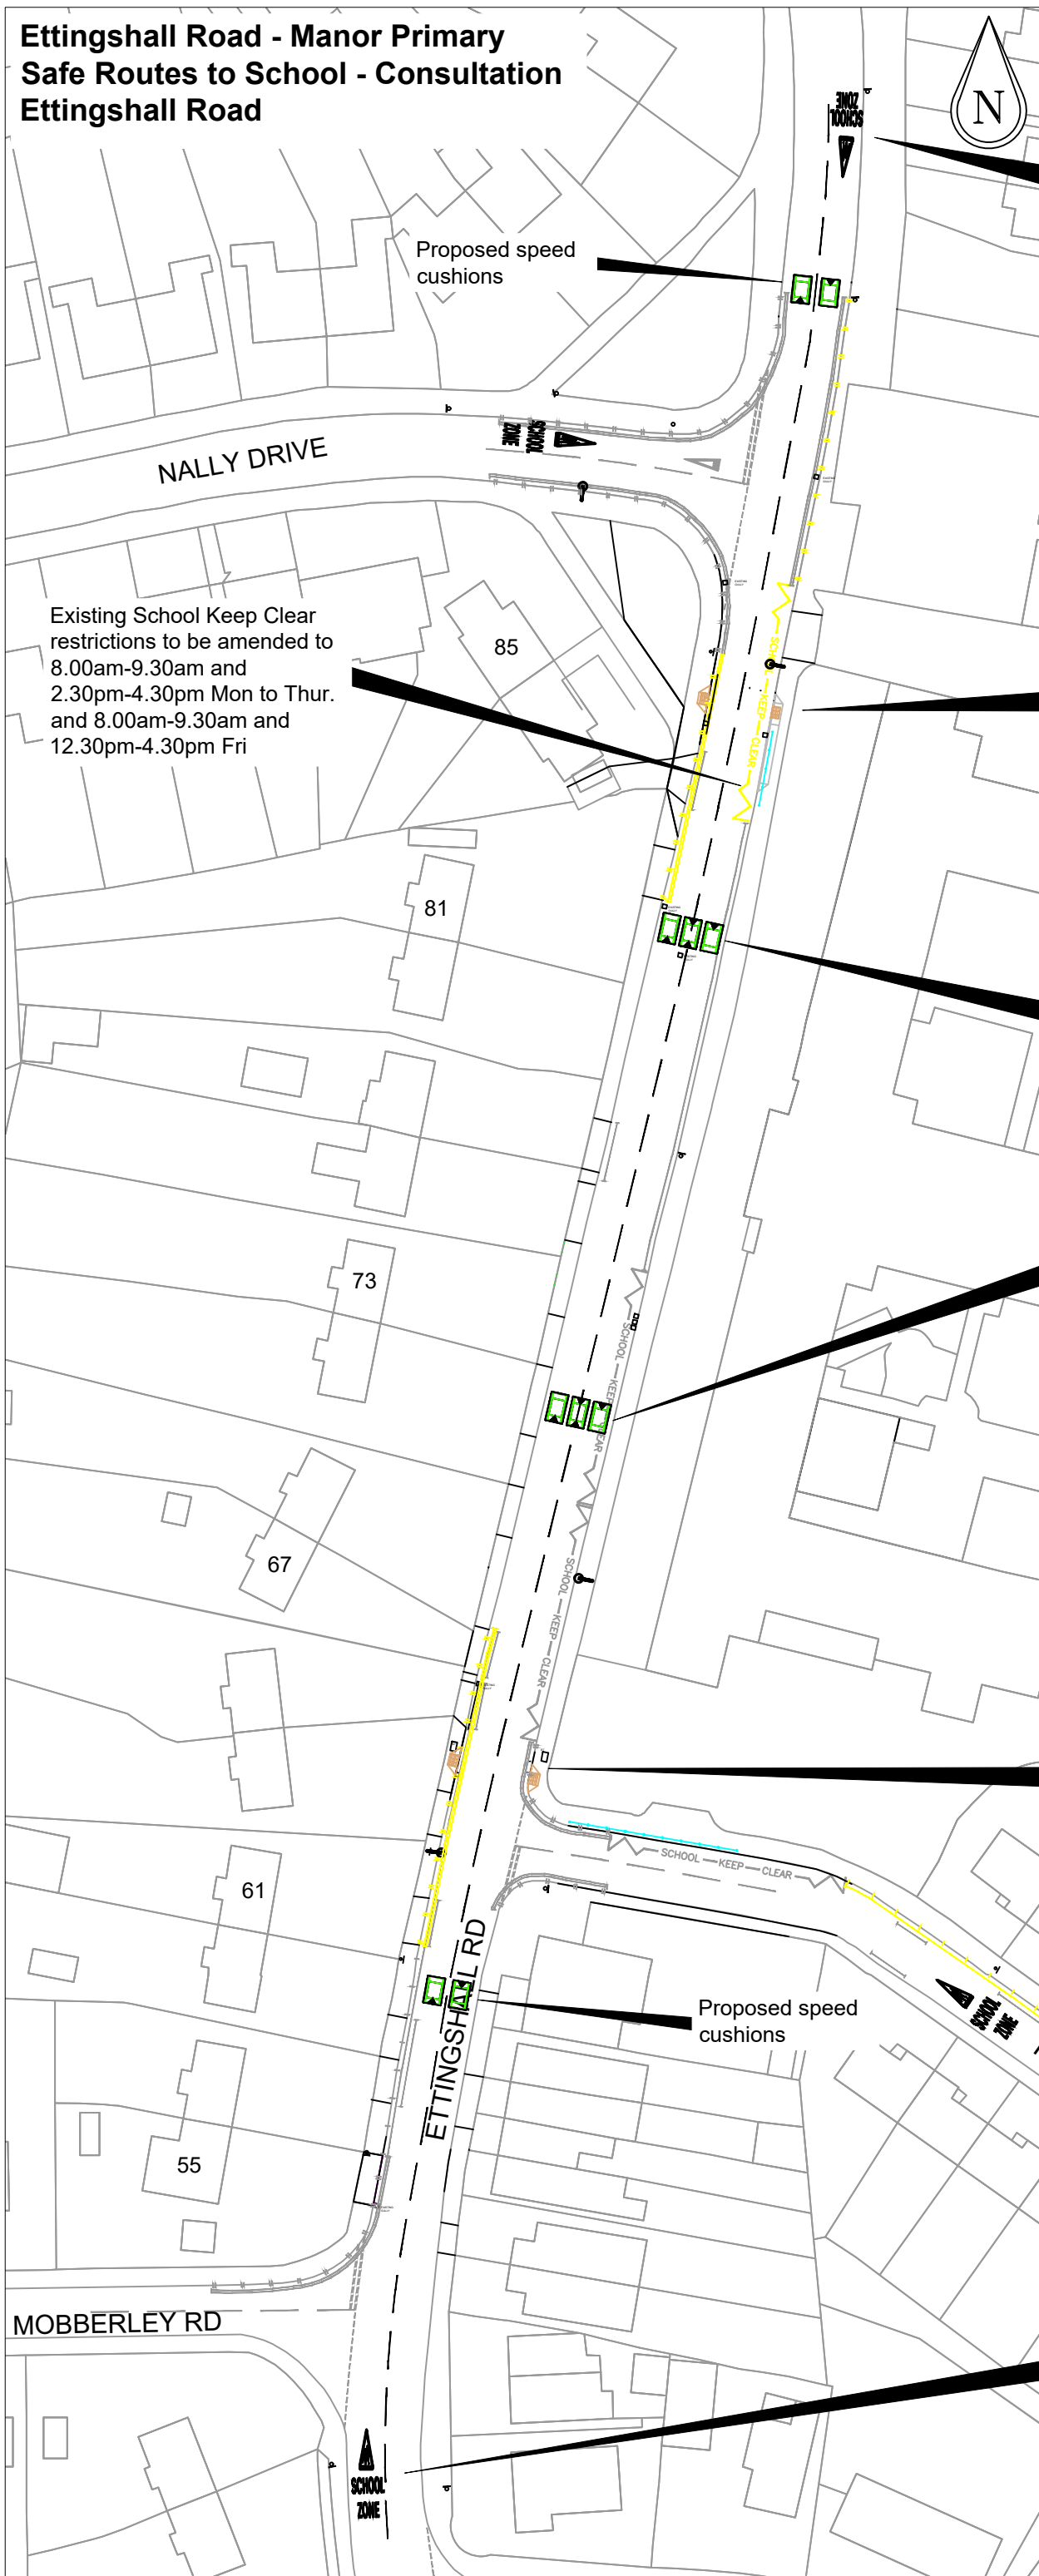 Ettingshall Road - Manor Primary
Safe Routes to School - Consultation
Ettingshall Road
N
SCHOOL
ZONE
Proposed speed
cushions
SCHOOL
ZONE
NALLY DRIVE
Existing School Keep Clear
restrictions to be amended to
8.00am-9.30am and
2.30pm-4.30pm Mon to Thur.
and 8.00am-9.30am and
12.30pm-4.30pm Fri
85
SCHOOL KEEP CLEAR
81
73
SCHOOL KEEP CLEAR
67
SCHOOL KEEP CLEAR
SCHOOL KEEP CLEAR
61
ETTINGSHALL RD
Proposed speed
cushions
SCHOOL
ZONE
55
MOBBERLEY RD
SCHOOL
ZONE